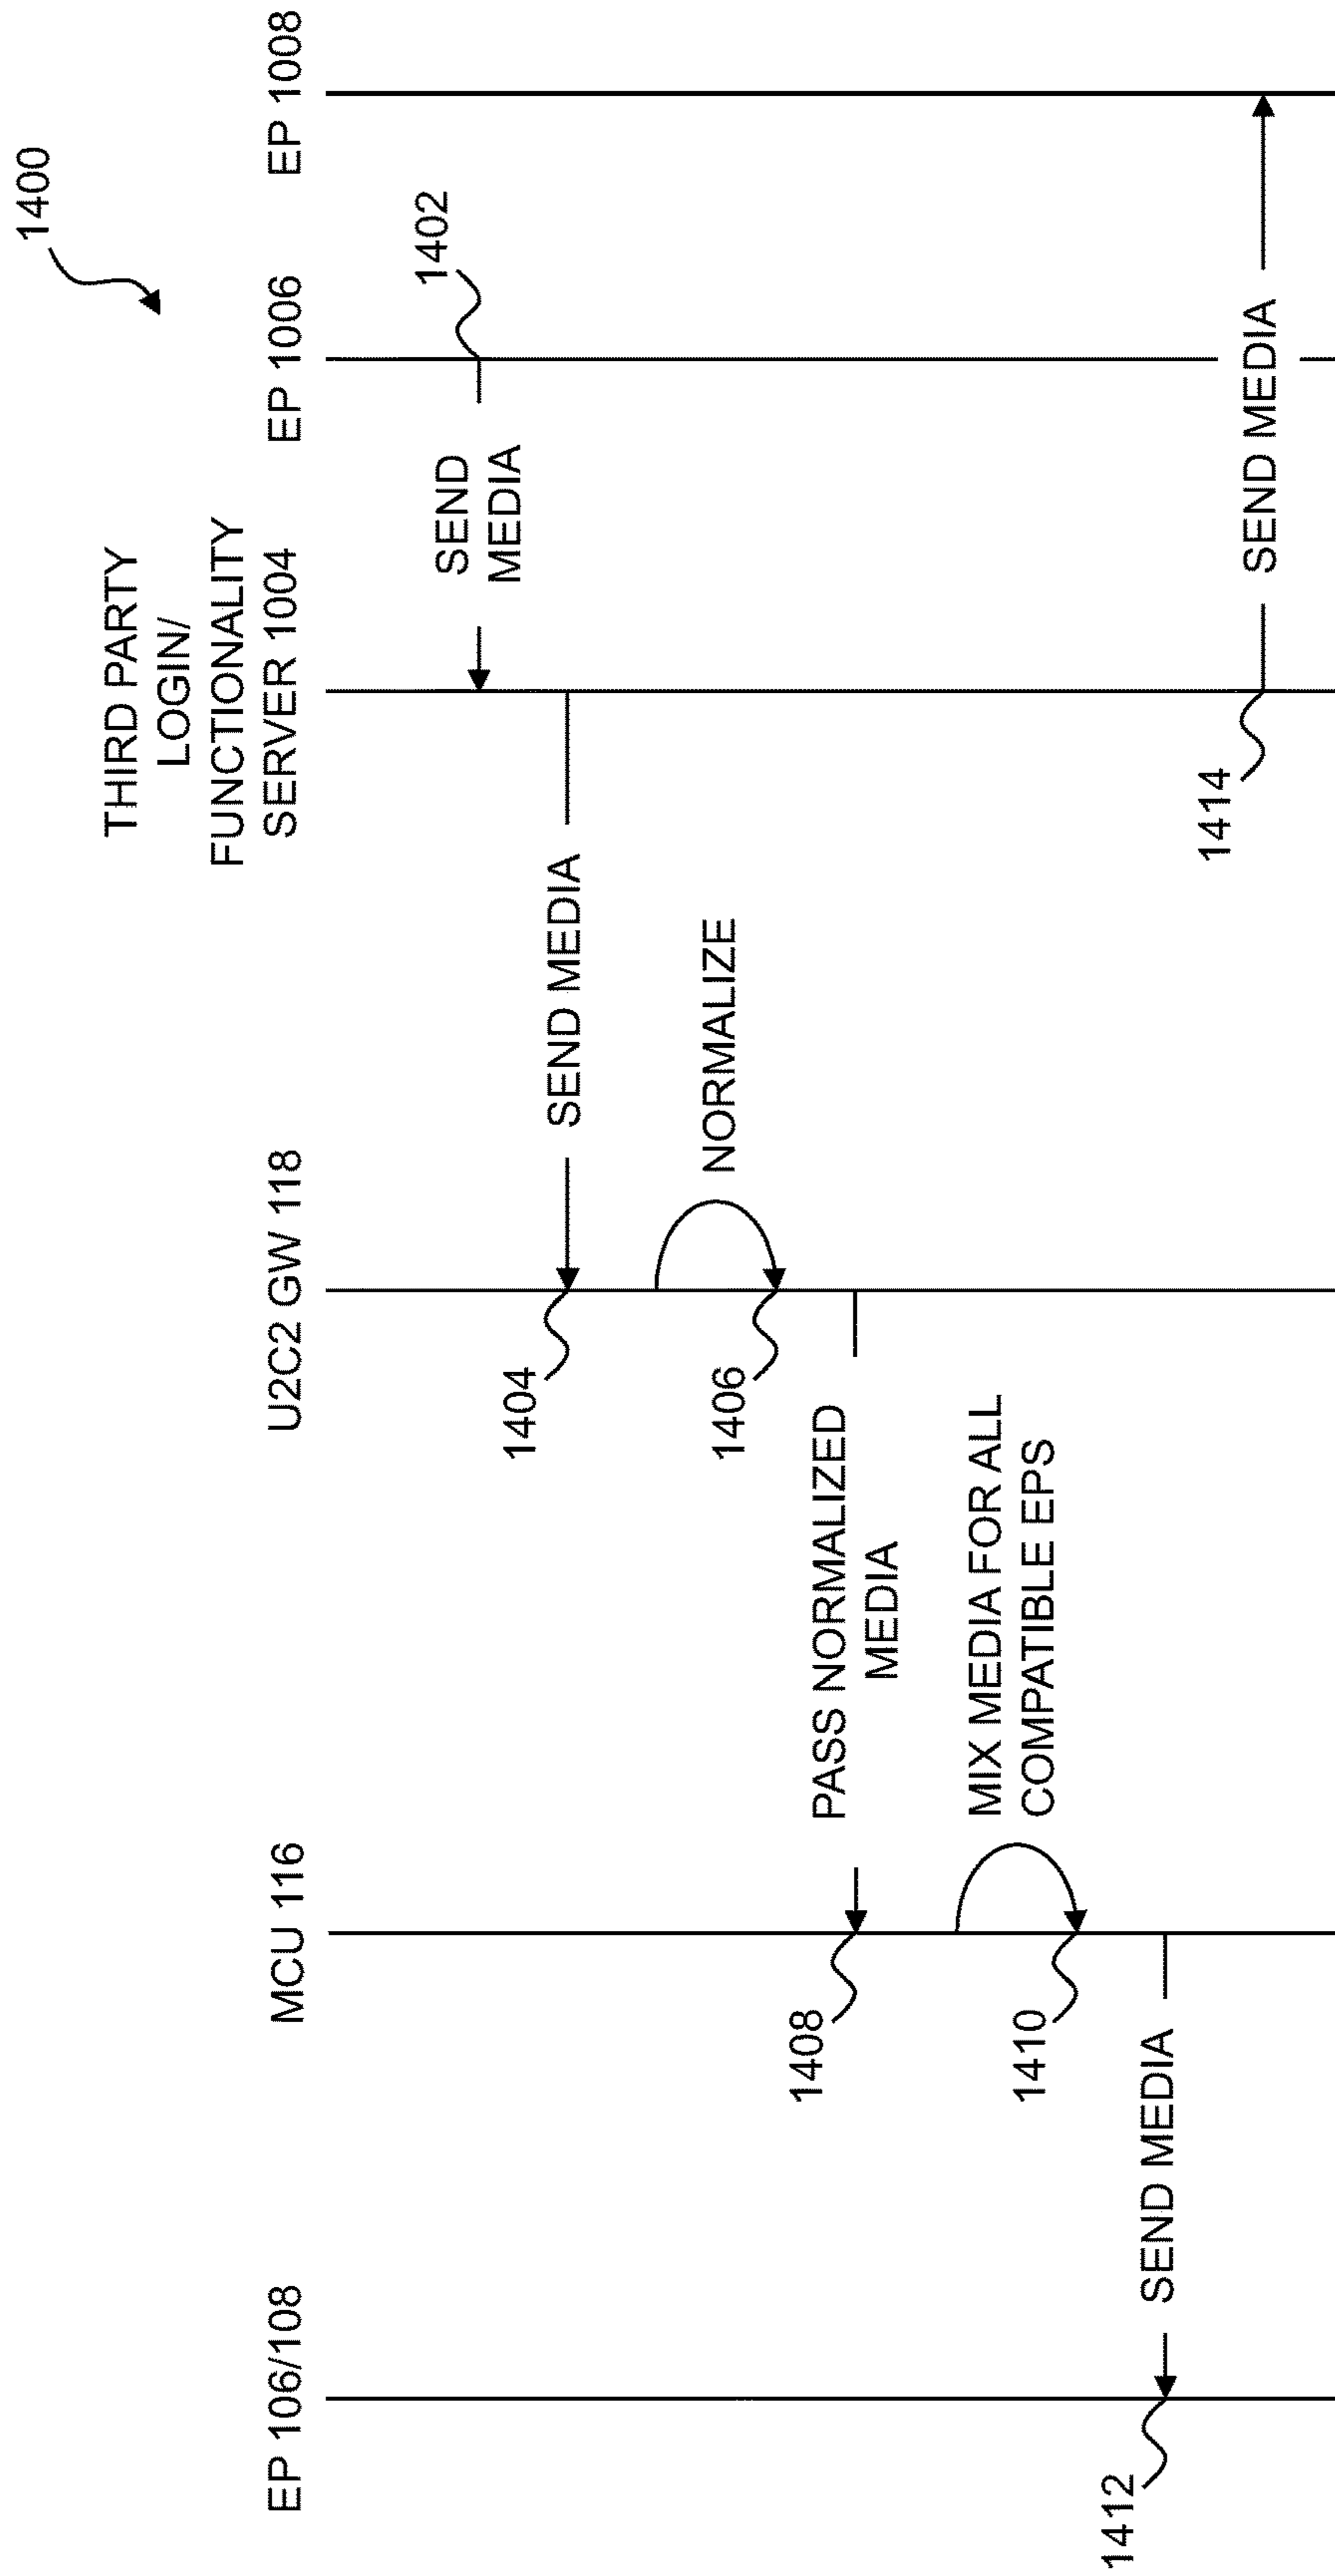 1400
EP 106/108
MCU 116
U2C2 GW 118
THIRD PARTY
LOGIN/
FUNCTIONALITY
SERVER 1004
EP 1006
EP 1008
1402
SEND
MEDIA
1404
SEND MEDIA
1406
NORMALIZE
1408
PASS NORMALIZED
MEDIA
1410
MIX MEDIA FOR ALL
COMPATIBLE EPS
1412
SEND MEDIA
1414
SEND MEDIA